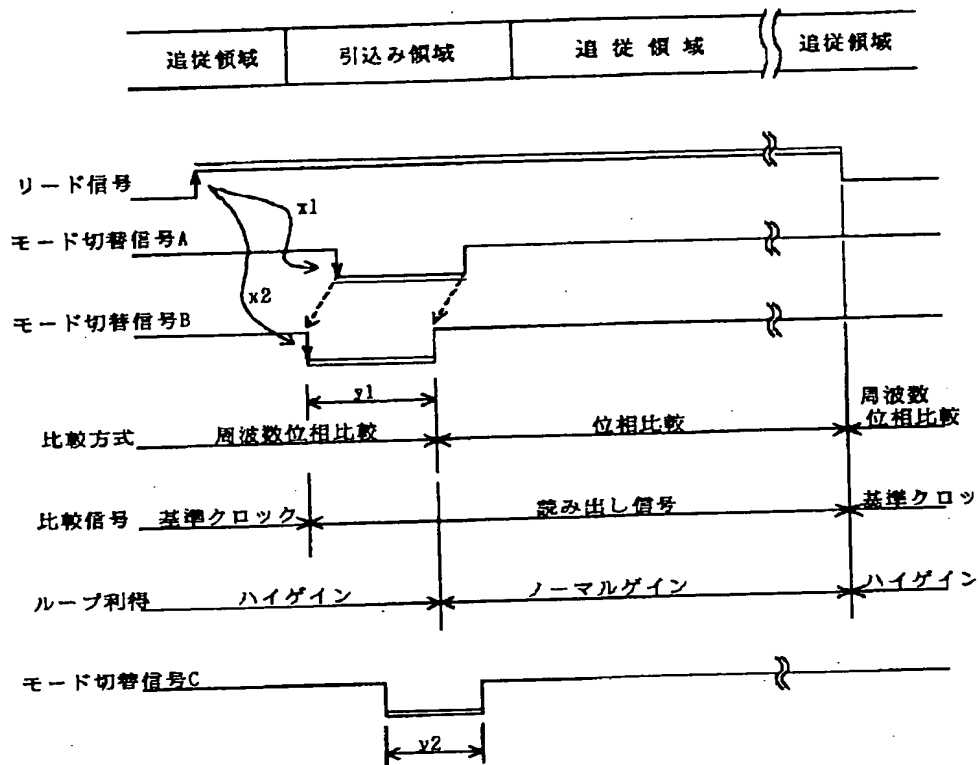 追従領域 引込み領域 追従領域 追従領域
リード信号
x1
モード切替信号A
x2
モード切替信号B
y1
比較方式 周波数位相比較 位相比較 周波数
位相比較
比較信号 基準クロック 読み出し信号 基準クロック
ループ利得 ハイゲイン ノーマルゲイン ハイゲイン
モード切替信号C
y2